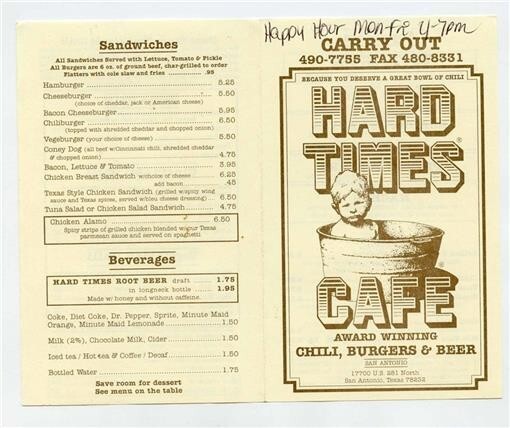 Sandwiches
All Sandwiches Served with Lettuce, Tomato & Pickle
All Burgers are 6 oz. of ground beef, char-grilled to order
Platters with cole slaw and fries .............. .95
Hamburger .............. 5.25
Cheeseburger .............. 5.50
(choice of cheddar, jack or American cheese)
Bacon Cheeseburger .............. 5.95
Chiliburger .............. 6.50
(topped with shredded cheddar and chopped onion)
Vegeburger (your choice of cheese) .............. 5.50
Coney Dog (all beef w/Cincinnati chili, shredded cheddar
& chopped onion) .............. 4.75
Bacon, Lettuce & Tomato .............. 3.95
Chicken Breast Sandwich w/choice of cheese .............. 6.25
add bacon .............. .45
Texas Style Chicken Sandwich (grilled w/spicy wing
sauce and Texas spices, served w/bleu cheese dressing) .... 6.50
Tuna Salad or Chicken Salad Sandwich .............. 4.75
Chicken Alamo .............. 6.50
Spicy strips of grilled chicken blended w/our Texas
parmesan sauce and served on spaghetti
Beverages
HARD TIMES ROOT BEER draft ........ 1.75
in longneck bottle ........ 1.95
Made w/ honey and without caffeine.
Coke, Diet Coke, Dr. Pepper, Sprite, Minute Maid
Orange, Minute Maid Lemonade .............. 1.50
Milk (2%), Chocolate Milk, Cider .............. 1.50
Iced tea / Hot tea & Coffee / Decaf .............. 1.50
Bottled Water .............. 1.75
Save room for dessert
See menu on the table
Happy Hour Mon-Fri 4-7pm
CARRY OUT
490-7755 FAX 480-8331
BECAUSE YOU DESERVE A GREAT BOWL OF CHILI
HARD
TIMES
CAFE
AWARD WINNING
CHILI, BURGERS & BEER
SAN ANTONIO
17700 U.S. 281 North
San Antonio, Texas 78232